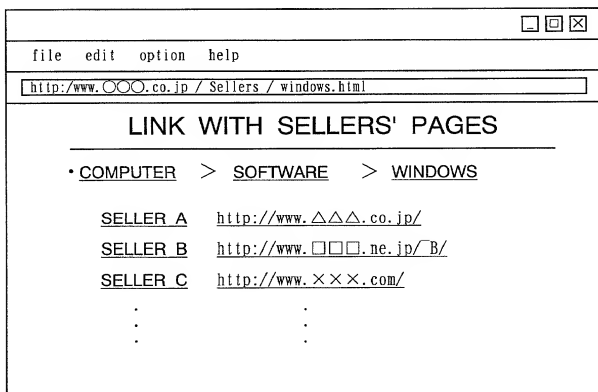 file edit option help
http:/www.○○○.co.jp / Sellers / windows.html
LINK WITH SELLERS' PAGES
・COMPUTER > SOFTWARE > WINDOWS
SELLER A http://www.△△△.co.jp/
SELLER B http://www.□□□.ne.jp/‾B/
SELLER C http://www.×××.com/